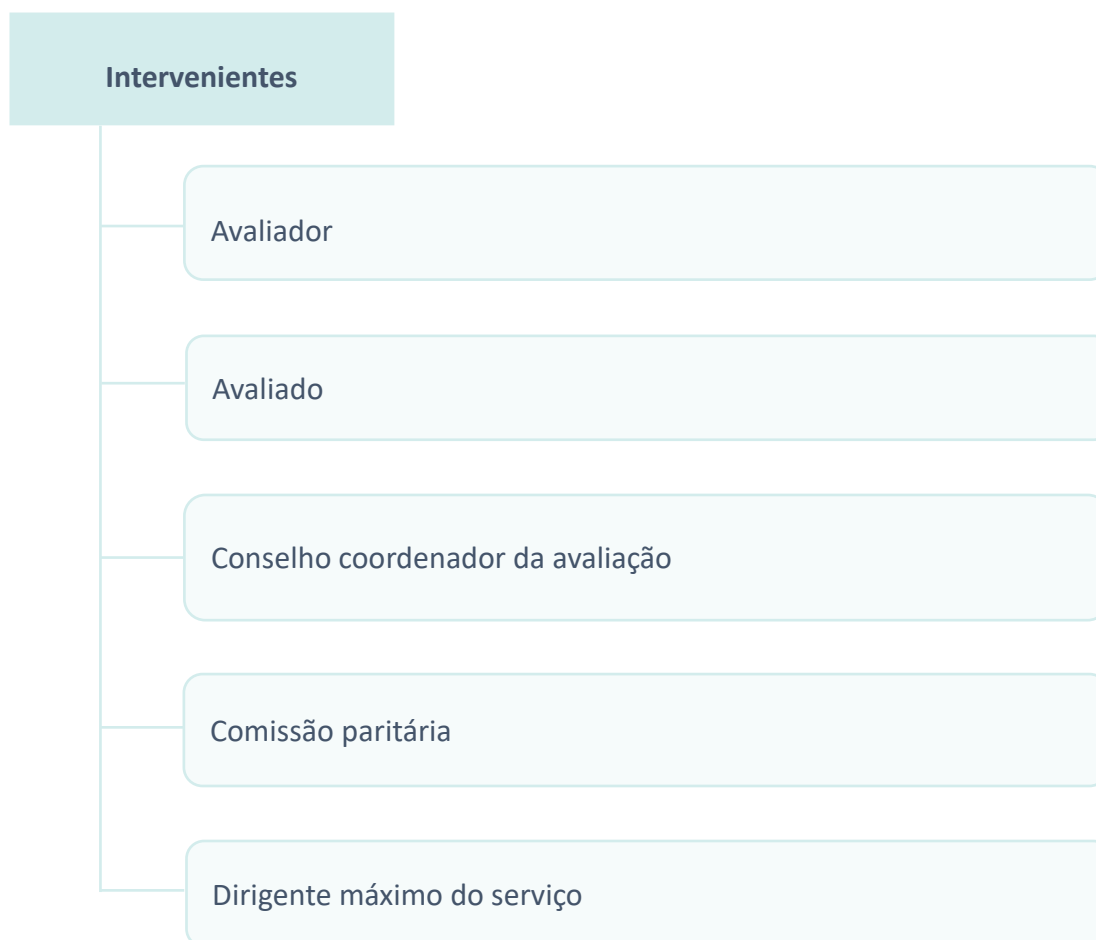 Intervenientes
Avaliador
Avaliado
Conselho coordenador da avaliação
Comissão paritária
Dirigente máximo do serviço